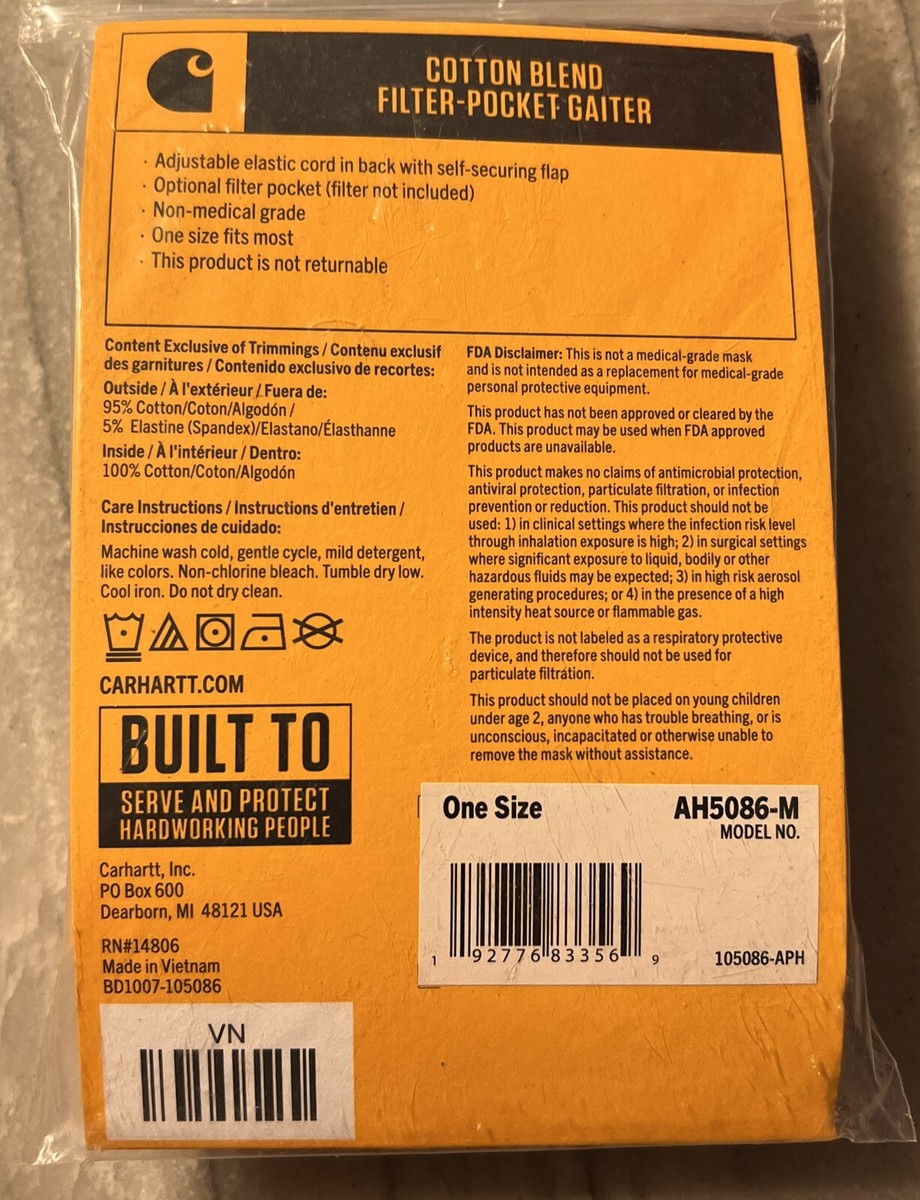 COTTON BLEND
FILTER-POCKET GAITER
· Adjustable elastic cord in back with self-securing flap
· Optional filter pocket (filter not included)
· Non-medical grade
· One size fits most
· This product is not returnable
Content Exclusive of Trimmings / Contenu exclusif
des garnitures / Contenido exclusivo de recortes:
Outside / À l'extérieur / Fuera de:
95% Cotton/Coton/Algodón /
5% Elastine (Spandex)/Elastano/Élasthanne
Inside / À l'intérieur / Dentro:
100% Cotton/Coton/Algodón
Care Instructions / Instructions d'entretien /
Instrucciones de cuidado:
Machine wash cold, gentle cycle, mild detergent,
like colors. Non-chlorine bleach. Tumble dry low.
Cool iron. Do not dry clean.
CARHARTT.COM
BUILT TO
SERVE AND PROTECT
HARDWORKING PEOPLE
Carhartt, Inc.
PO Box 600
Dearborn, MI 48121 USA
RN#14806
Made in Vietnam
BD1007-105086
VN
FDA Disclaimer: This is not a medical-grade mask
and is not intended as a replacement for medical-grade
personal protective equipment.
This product has not been approved or cleared by the
FDA. This product may be used when FDA approved
products are unavailable.
This product makes no claims of antimicrobial protection,
antiviral protection, particulate filtration, or infection
prevention or reduction. This product should not be
used: 1) in clinical settings where the infection risk level
through inhalation exposure is high; 2) in surgical settings
where significant exposure to liquid, bodily or other
hazardous fluids may be expected; 3) in high risk aerosol
generating procedures; or 4) in the presence of a high
intensity heat source or flammable gas.
The product is not labeled as a respiratory protective
device, and therefore should not be used for
particulate filtration.
This product should not be placed on young children
under age 2, anyone who has trouble breathing, or is
unconscious, incapacitated or otherwise unable to
remove the mask without assistance.
One Size AH5086-M
MODEL NO.
1 92776 83356 9
105086-APH